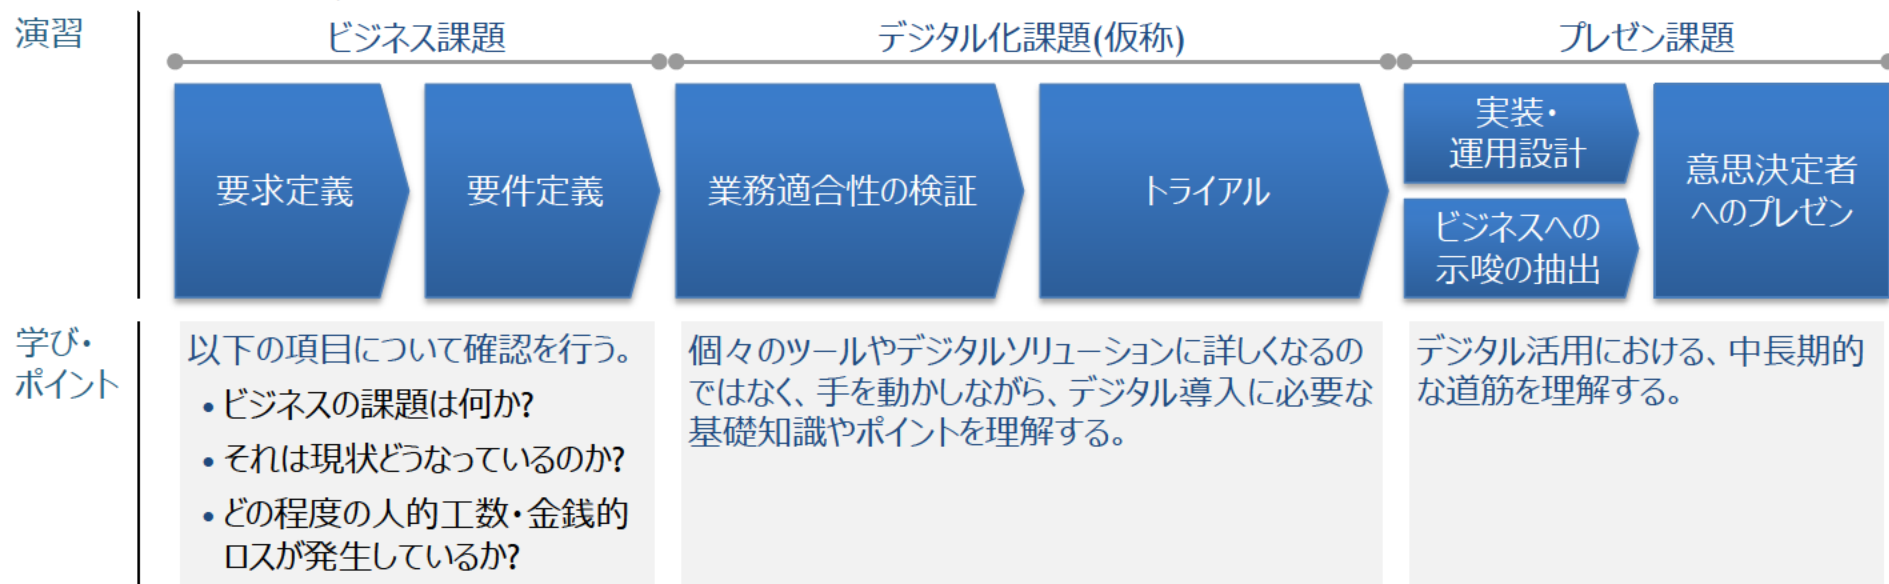 演習
ビジネス課題
デジタル化課題(仮称)
プレゼン課題
要求定義
要件定義
業務適合性の検証
トライアル
実装・
運用設計
ビジネスへの
示唆の抽出
意思決定者
へのプレゼン
学び・
ポイント
以下の項目について確認を行う。
• ビジネスの課題は何か?
• それは現状どうなっているのか?
• どの程度の人的工数・金銭的
ロスが発生しているか?
個々のツールやデジタルソリューションに詳しくなるの
ではなく、手を動かしながら、デジタル導入に必要な
基礎知識やポイントを理解する。
デジタル活用における、中長期的
な道筋を理解する。